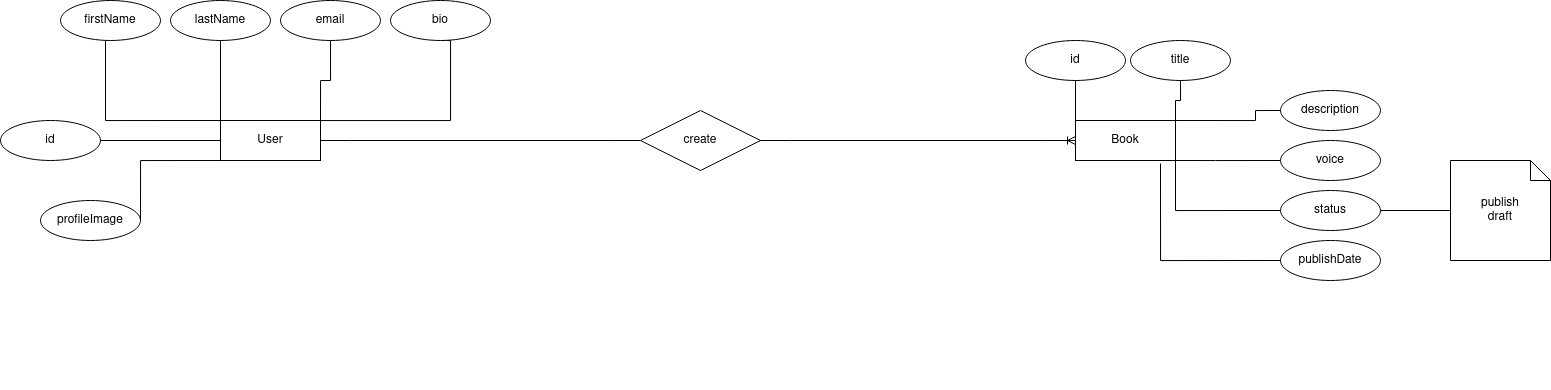 firstName
lastName
email
bio
id
title
description
id
User
create
Book
voice
profileImage
status
publish
draft
publishDate